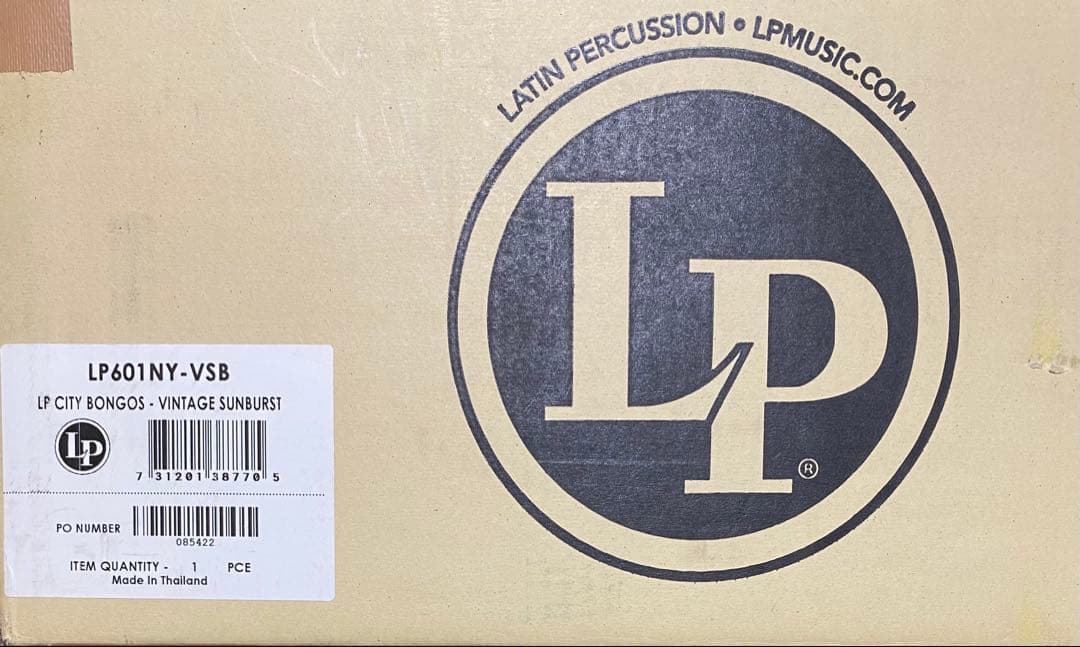 LATIN PERCUSSION • LPMUSIC.COM
LP
®
LP601NY-VSB
LP CITY BONGOS - VINTAGE SUNBURST
LP
7 31201 38770 5
PO NUMBER
085422
ITEM QUANTITY - 1 PCE
Made In Thailand